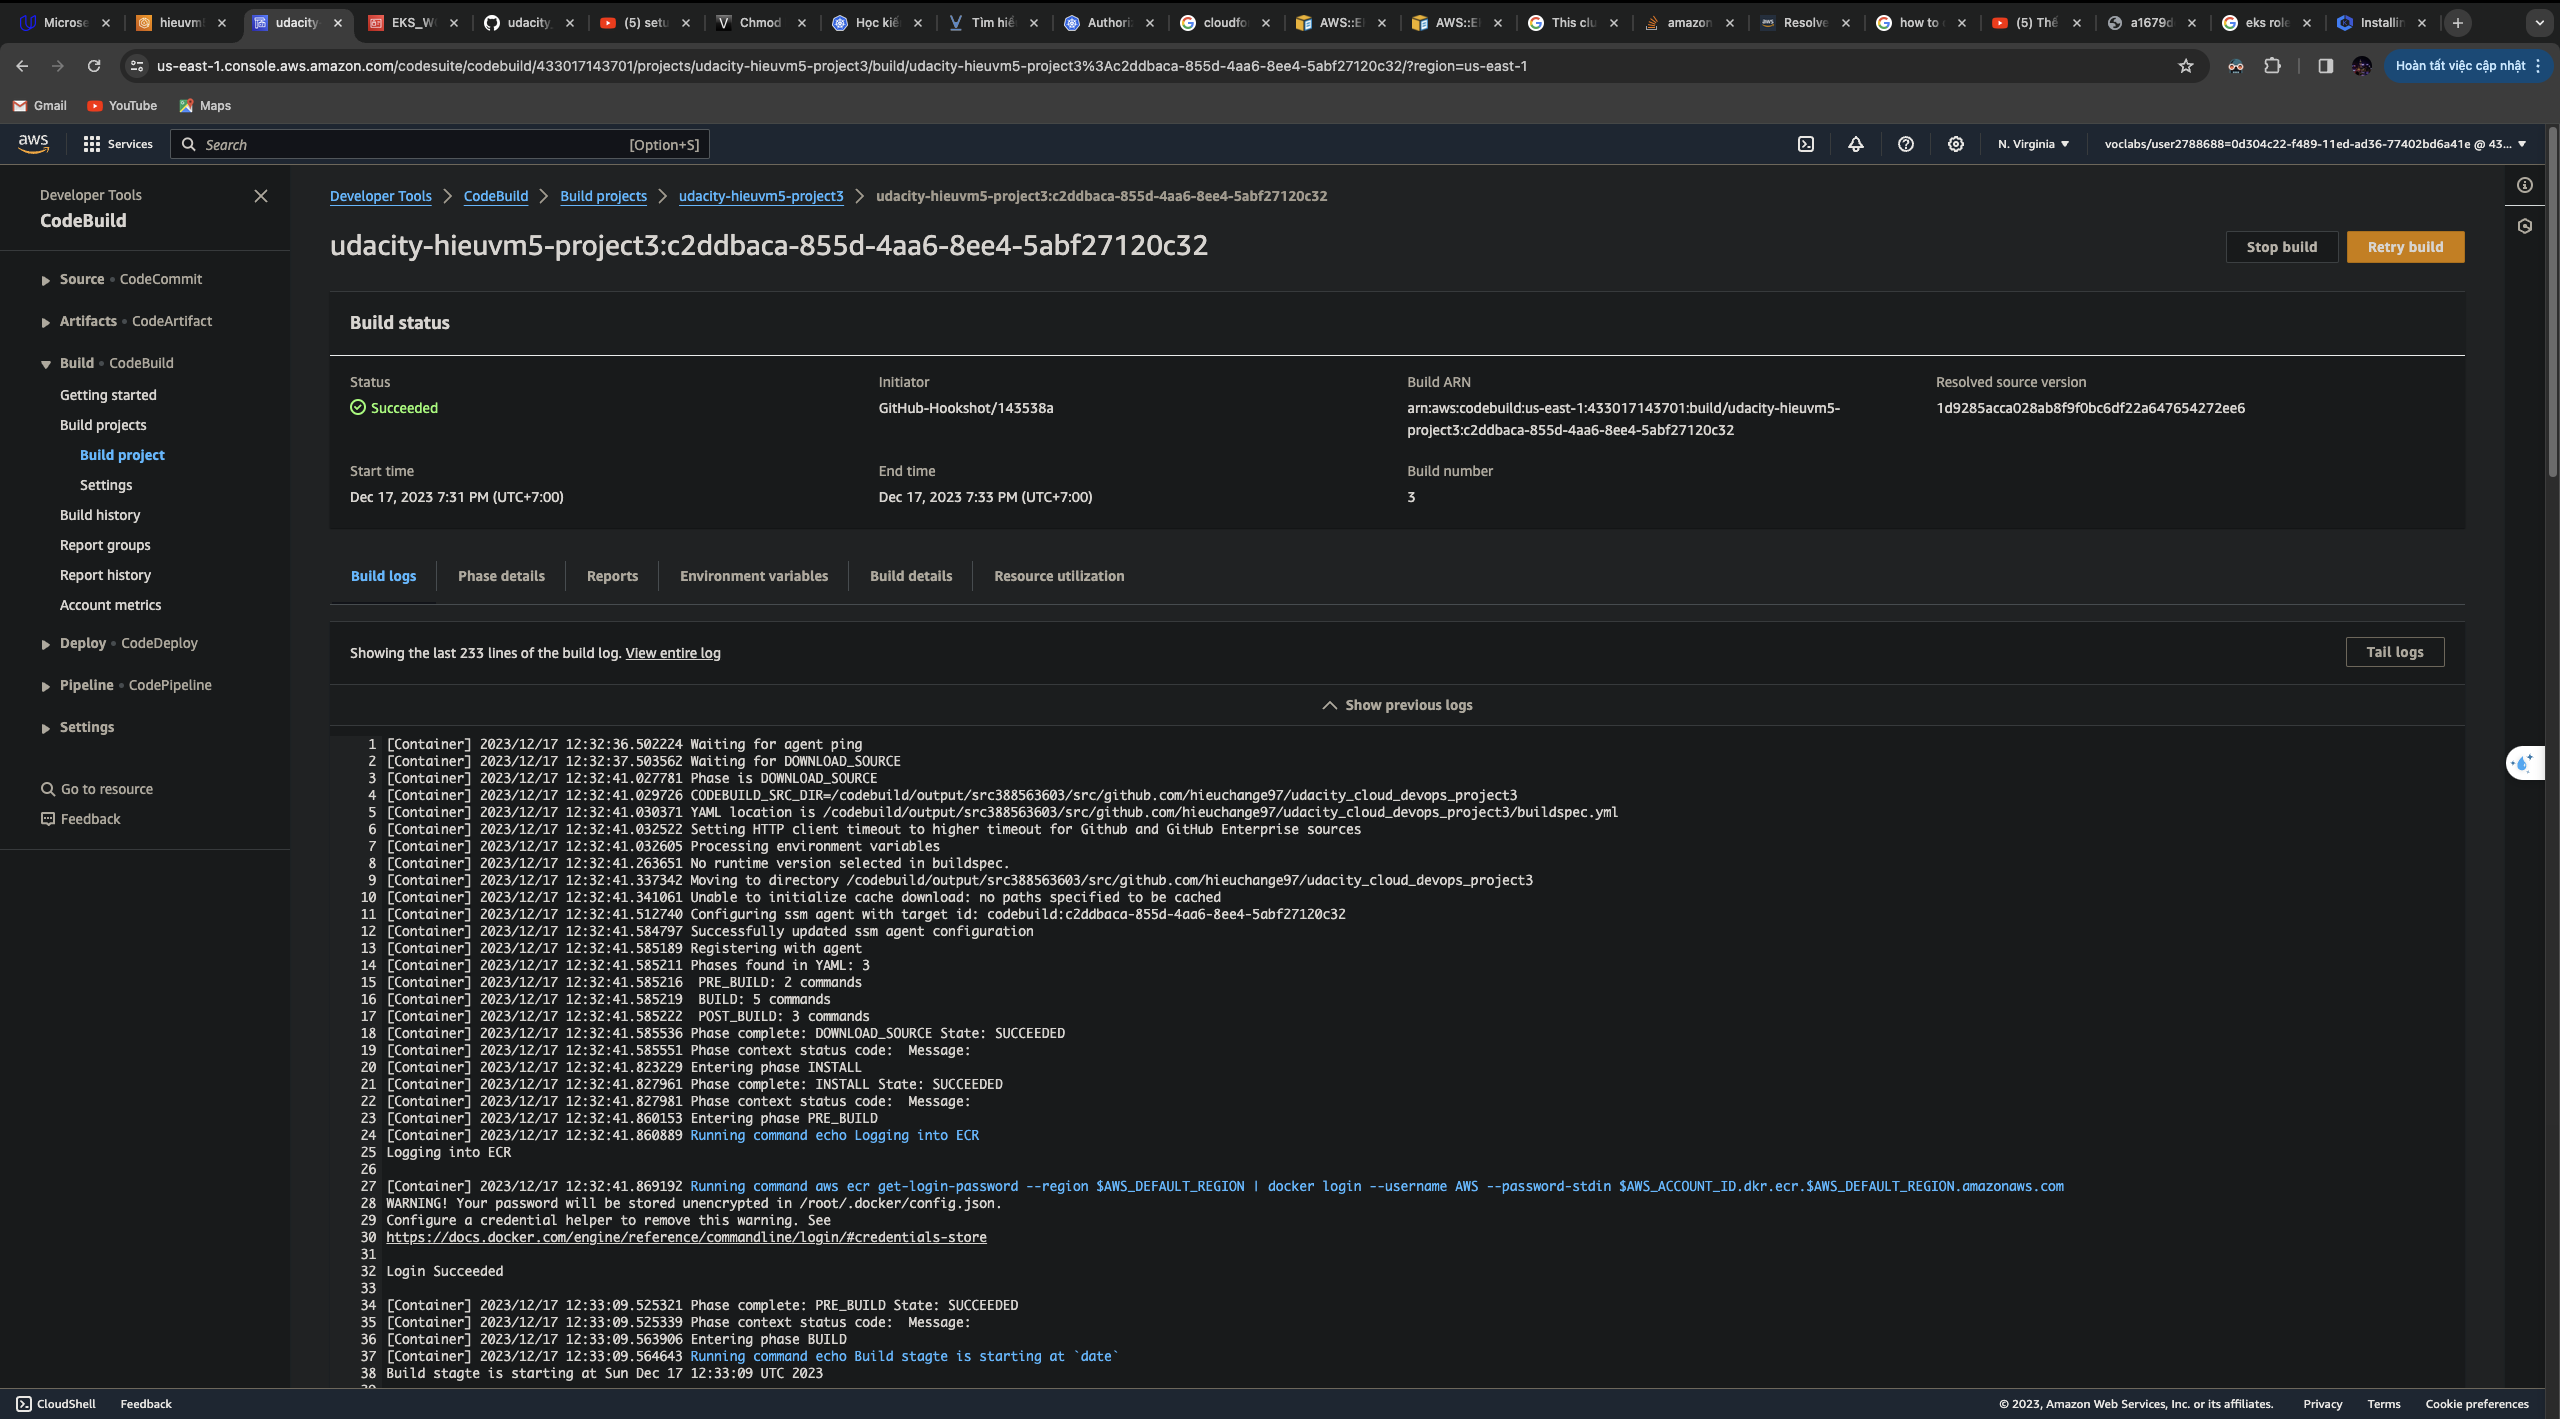 Microse
hieuvm
udacity-
EKS_W
udacity_
(5) setu
Chmod
Học kiế
Tìm hiể
Authori
cloudfo
AWS::E
AWS::E
This clu
amazon
Resolve
how to
(5) Thế
a1679d
eks role
Installin
us-east-1.console.aws.amazon.com/codesuite/codebuild/433017143701/projects/udacity-hieuvm5-project3/build/udacity-hieuvm5-project3%3Ac2ddbaca-855d-4aa6-8ee4-5abf27120c32/?region=us-east-1
Hoàn tất việc cập nhật
Gmail YouTube Maps
aws Services Search [Option+S] N. Virginia voclabs/user2788688=0d304c22-f489-11ed-ad36-77402bd6a41e @ 43...
Developer Tools
CodeBuild
Source • CodeCommit
Artifacts • CodeArtifact
Build • CodeBuild
Getting started
Build projects
Build project
Settings
Build history
Report groups
Report history
Account metrics
Deploy • CodeDeploy
Pipeline • CodePipeline
Settings
Go to resource
Feedback
Developer Tools > CodeBuild > Build projects > udacity-hieuvm5-project3 > udacity-hieuvm5-project3:c2ddbaca-855d-4aa6-8ee4-5abf27120c32
udacity-hieuvm5-project3:c2ddbaca-855d-4aa6-8ee4-5abf27120c32
Stop build Retry build
Build status
Status Initiator Build ARN Resolved source version
Succeeded GitHub-Hookshot/143538a arn:aws:codebuild:us-east-1:433017143701:build/udacity-hieuvm5- 1d9285acca028ab8f9f0bc6df22a647654272ee6
project3:c2ddbaca-855d-4aa6-8ee4-5abf27120c32
Start time End time Build number
Dec 17, 2023 7:31 PM (UTC+7:00) Dec 17, 2023 7:33 PM (UTC+7:00) 3
Build logs Phase details Reports Environment variables Build details Resource utilization
Showing the last 233 lines of the build log. View entire log Tail logs
Show previous logs
1 [Container] 2023/12/17 12:32:36.502224 Waiting for agent ping
2 [Container] 2023/12/17 12:32:37.503562 Waiting for DOWNLOAD_SOURCE
3 [Container] 2023/12/17 12:32:41.027781 Phase is DOWNLOAD_SOURCE
4 [Container] 2023/12/17 12:32:41.029726 CODEBUILD_SRC_DIR=/codebuild/output/src388563603/src/github.com/hieuchange97/udacity_cloud_devops_project3
5 [Container] 2023/12/17 12:32:41.030371 YAML location is /codebuild/output/src388563603/src/github.com/hieuchange97/udacity_cloud_devops_project3/buildspec.yml
6 [Container] 2023/12/17 12:32:41.032522 Setting HTTP client timeout to higher timeout for Github and GitHub Enterprise sources
7 [Container] 2023/12/17 12:32:41.032605 Processing environment variables
8 [Container] 2023/12/17 12:32:41.263651 No runtime version selected in buildspec.
9 [Container] 2023/12/17 12:32:41.337342 Moving to directory /codebuild/output/src388563603/src/github.com/hieuchange97/udacity_cloud_devops_project3
10 [Container] 2023/12/17 12:32:41.341061 Unable to initialize cache download: no paths specified to be cached
11 [Container] 2023/12/17 12:32:41.512740 Configuring ssm agent with target id: codebuild:c2ddbaca-855d-4aa6-8ee4-5abf27120c32
12 [Container] 2023/12/17 12:32:41.584797 Successfully updated ssm agent configuration
13 [Container] 2023/12/17 12:32:41.585189 Registering with agent
14 [Container] 2023/12/17 12:32:41.585211 Phases found in YAML: 3
15 [Container] 2023/12/17 12:32:41.585216  PRE_BUILD: 2 commands
16 [Container] 2023/12/17 12:32:41.585219  BUILD: 5 commands
17 [Container] 2023/12/17 12:32:41.585222  POST_BUILD: 3 commands
18 [Container] 2023/12/17 12:32:41.585536 Phase complete: DOWNLOAD_SOURCE State: SUCCEEDED
19 [Container] 2023/12/17 12:32:41.585551 Phase context status code:  Message:
20 [Container] 2023/12/17 12:32:41.823229 Entering phase INSTALL
21 [Container] 2023/12/17 12:32:41.827961 Phase complete: INSTALL State: SUCCEEDED
22 [Container] 2023/12/17 12:32:41.827981 Phase context status code:  Message:
23 [Container] 2023/12/17 12:32:41.860153 Entering phase PRE_BUILD
24 [Container] 2023/12/17 12:32:41.860889 Running command echo Logging into ECR
25 Logging into ECR
26
27 [Container] 2023/12/17 12:32:41.869192 Running command aws ecr get-login-password --region $AWS_DEFAULT_REGION | docker login --username AWS --password-stdin $AWS_ACCOUNT_ID.dkr.ecr.$AWS_DEFAULT_REGION.amazonaws.com
28 WARNING! Your password will be stored unencrypted in /root/.docker/config.json.
29 Configure a credential helper to remove this warning. See
30 https://docs.docker.com/engine/reference/commandline/login/#credentials-store
31
32 Login Succeeded
33
34 [Container] 2023/12/17 12:33:09.525321 Phase complete: PRE_BUILD State: SUCCEEDED
35 [Container] 2023/12/17 12:33:09.525339 Phase context status code:  Message:
36 [Container] 2023/12/17 12:33:09.563906 Entering phase BUILD
37 [Container] 2023/12/17 12:33:09.564643 Running command echo Build stagte is starting at `date`
38 Build stagte is starting at Sun Dec 17 12:33:09 UTC 2023
CloudShell Feedback © 2023, Amazon Web Services, Inc. or its affiliates. Privacy Terms Cookie preferences